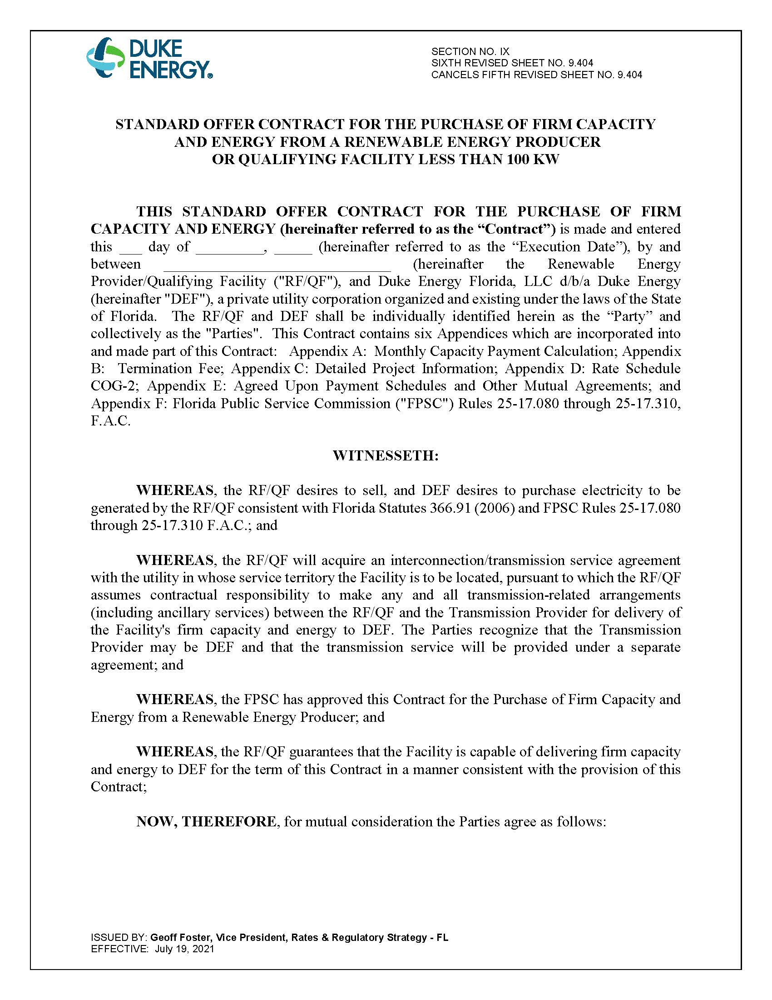 DUKE
ENERGY®
SECTION NO. IX
SIXTH REVISED SHEET NO. 9.404
CANCELS FIFTH REVISED SHEET NO. 9.404
STANDARD OFFER CONTRACT FOR THE PURCHASE OF FIRM CAPACITY
AND ENERGY FROM A RENEWABLE ENERGY PRODUCER
OR QUALIFYING FACILITY LESS THAN 100 KW
THIS STANDARD OFFER CONTRACT FOR THE PURCHASE OF FIRM
CAPACITY AND ENERGY (hereinafter referred to as the “Contract”) is made and entered
this ___ day of _________, _____ (hereinafter referred to as the “Execution Date”), by and
between ______________________________ (hereinafter the Renewable Energy
Provider/Qualifying Facility ("RF/QF"), and Duke Energy Florida, LLC d/b/a Duke Energy
(hereinafter "DEF"), a private utility corporation organized and existing under the laws of the State
of Florida. The RF/QF and DEF shall be individually identified herein as the “Party” and
collectively as the "Parties". This Contract contains six Appendices which are incorporated into
and made part of this Contract: Appendix A: Monthly Capacity Payment Calculation; Appendix
B: Termination Fee; Appendix C: Detailed Project Information; Appendix D: Rate Schedule
COG-2; Appendix E: Agreed Upon Payment Schedules and Other Mutual Agreements; and
Appendix F: Florida Public Service Commission ("FPSC") Rules 25-17.080 through 25-17.310,
F.A.C.
WITNESSETH:
WHEREAS, the RF/QF desires to sell, and DEF desires to purchase electricity to be
generated by the RF/QF consistent with Florida Statutes 366.91 (2006) and FPSC Rules 25-17.080
through 25-17.310 F.A.C.; and
WHEREAS, the RF/QF will acquire an interconnection/transmission service agreement
with the utility in whose service territory the Facility is to be located, pursuant to which the RF/QF
assumes contractual responsibility to make any and all transmission-related arrangements
(including ancillary services) between the RF/QF and the Transmission Provider for delivery of
the Facility's firm capacity and energy to DEF. The Parties recognize that the Transmission
Provider may be DEF and that the transmission service will be provided under a separate
agreement; and
WHEREAS, the FPSC has approved this Contract for the Purchase of Firm Capacity and
Energy from a Renewable Energy Producer; and
WHEREAS, the RF/QF guarantees that the Facility is capable of delivering firm capacity
and energy to DEF for the term of this Contract in a manner consistent with the provision of this
Contract;
NOW, THEREFORE, for mutual consideration the Parties agree as follows:
ISSUED BY: Geoff Foster, Vice President, Rates & Regulatory Strategy - FL
EFFECTIVE: July 19, 2021